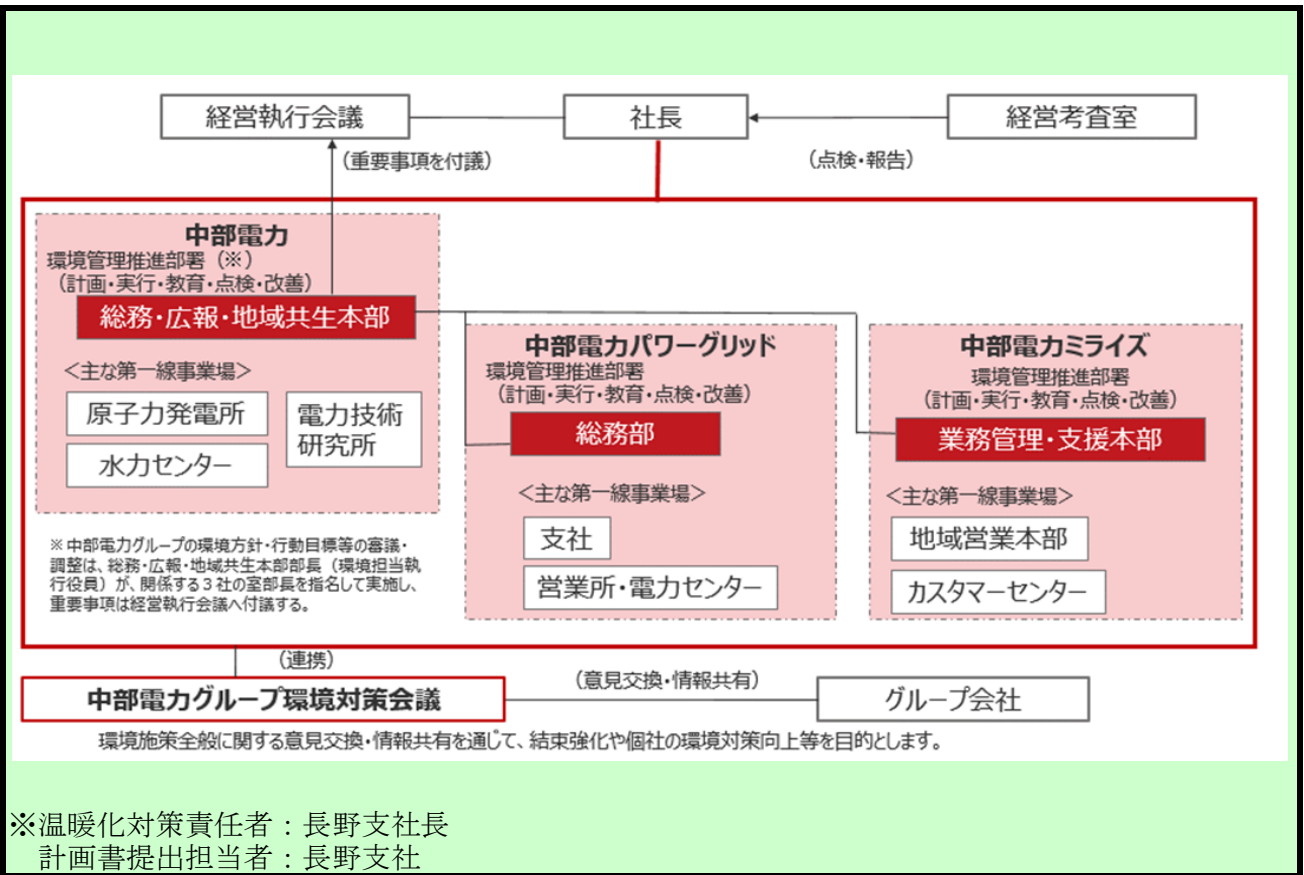 経営執行会議
社長
経営考査室
(重要事項を付議)
(点検・報告)
中部電力
環境管理推進部署(※)
(計画・実行・教育・点検・改善)
総務・広報・地域共生本部
<主な第一線事業場>
原子力発電所
水力センター
電力技術
研究所
※中部電力グループの環境方針・行動目標等の審議・
調整は、総務・広報・地域共生本部部長(環境担当執
行役員)が、関係する3社の室部長を指名して実施し、
重要事項は経営執行会議へ付議する。
中部電力パワーグリッド
環境管理推進部署
(計画・実行・教育・点検・改善)
総務部
<主な第一線事業場>
支社
営業所・電力センター
中部電力ミライズ
環境管理推進部署
(計画・実行・教育・点検・改善)
業務管理・支援本部
<主な第一線事業場>
地域営業本部
カスタマーセンター
(連携)
中部電力グループ環境対策会議
(意見交換・情報共有)
グループ会社
環境施策全般に関する意見交換・情報共有を通じて、結束強化や個社の環境対策向上等を目的とします。
※温暖化対策責任者:長野支社長
計画書提出担当者:長野支社